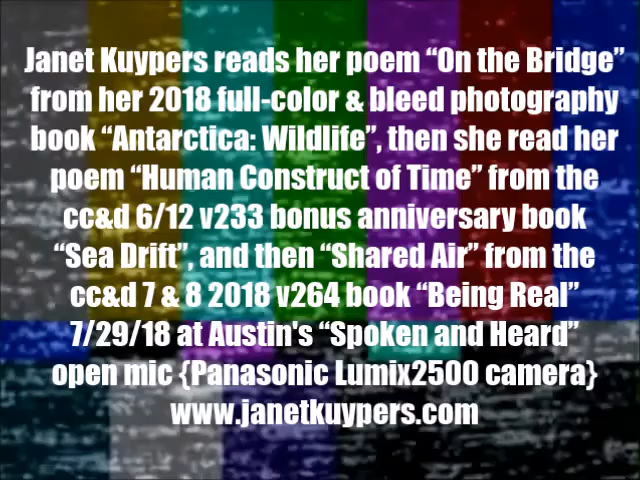 Janet Kuypers reads her poem “On the Bridge”
from her 2018 full-color & bleed photography
book “Antarctica: Wildlife”, then she read her
poem “Human Construct of Time” from the
cc&d 6/12 v233 bonus anniversary book
“Sea Drift”, and then “Shared Air” from the
cc&d 7 & 8 2018 v264 book “Being Real”
7/29/18 at Austin's “Spoken and Heard”
open mic {Panasonic Lumix2500 camera}
www.janetkuypers.com